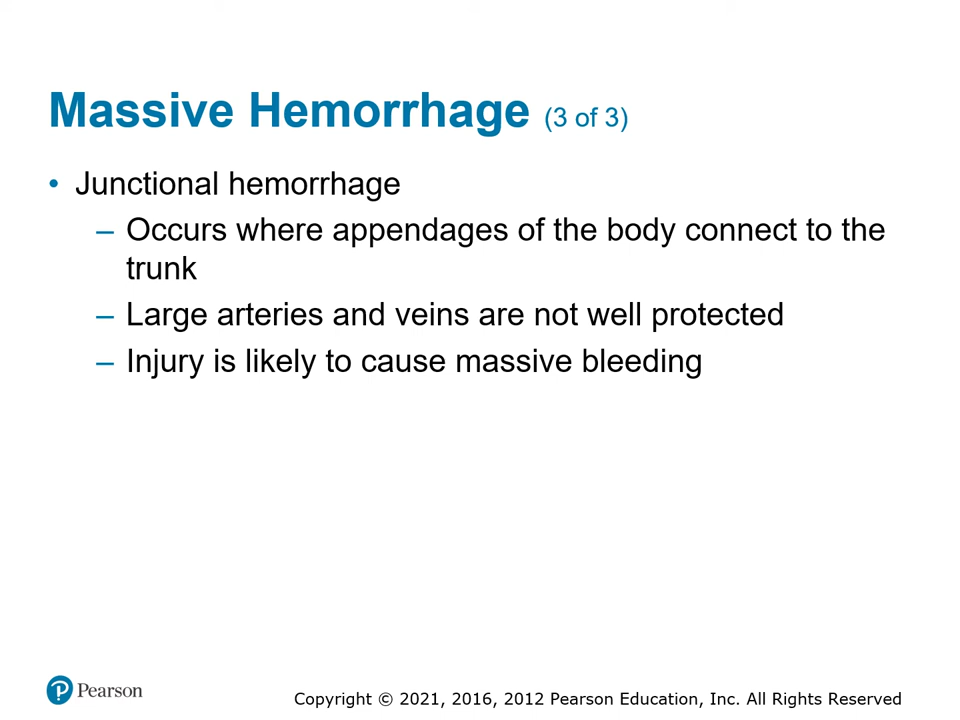 Massive Hemorrhage (3 of 3)
• Junctional hemorrhage
– Occurs where appendages of the body connect to the
trunk
– Large arteries and veins are not well protected
– Injury is likely to cause massive bleeding
Pearson
Copyright © 2021, 2016, 2012 Pearson Education, Inc. All Rights Reserved